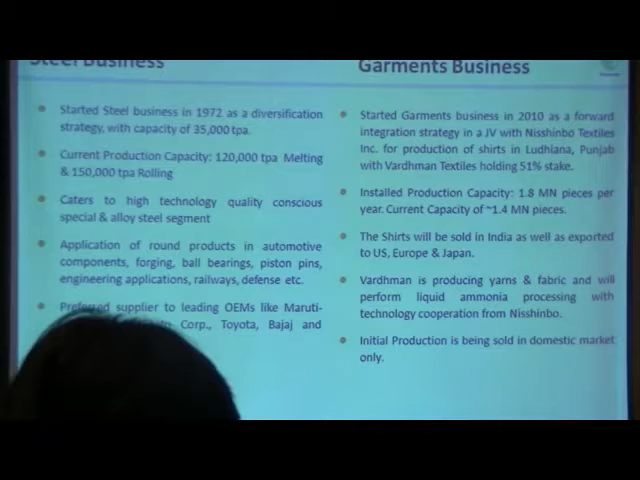 Steel Business
Started Steel business in 1972 as a diversification
strategy, with capacity of 35,000 tpa.
Current Production Capacity: 120,000 tpa Melting
& 150,000 tpa Rolling
Caters to high technology quality conscious
special & alloy steel segment
Application of round products in automotive
components, forging, ball bearings, piston pins,
engineering applications, railways, defense etc.
Preferred supplier to leading OEMs like Maruti-
Corp., Toyota, Bajaj and
Garments Business
Started Garments business in 2010 as a forward
integration strategy in a JV with Nisshinbo Textiles
Inc. for production of shirts in Ludhiana, Punjab
with Vardhman Textiles holding 51% stake.
Installed Production Capacity: 1.8 MN pieces per
year. Current Capacity of ~1.4 MN pieces.
The Shirts will be sold in India as well as exported
to US, Europe & Japan.
Vardhman is producing yarns & fabric and will
perform liquid ammonia processing with
technology cooperation from Nisshinbo.
Initial Production is being sold in domestic market
only.